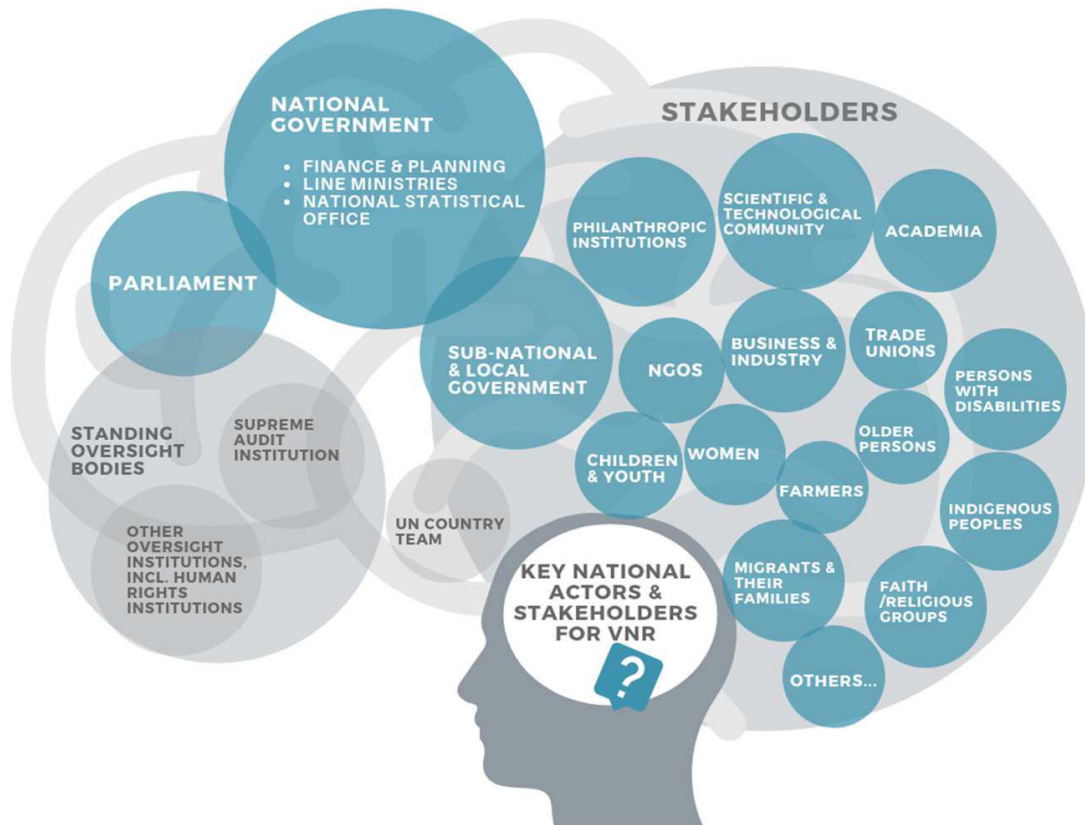 NATIONAL
GOVERNMENT
• FINANCE & PLANNING
• LINE MINISTRIES
• NATIONAL STATISTICAL
OFFICE
PARLIAMENT
STANDING
OVERSIGHT
BODIES
SUPREME
AUDIT
INSTITUTION
OTHER
OVERSIGHT
INSTITUTIONS,
INCL. HUMAN
RIGHTS
INSTITUTIONS
SUB-NATIONAL
& LOCAL
GOVERNMENT
UN COUNTRY
TEAM
STAKEHOLDERS
PHILANTHROPIC
INSTITUTIONS
SCIENTIFIC &
TECHNOLOGICAL
COMMUNITY
ACADEMIA
NGOS
BUSINESS &
INDUSTRY
TRADE
UNIONS
PERSONS
WITH
DISABILITIES
CHILDREN
& YOUTH
WOMEN
OLDER
PERSONS
FARMERS
INDIGENOUS
PEOPLES
MIGRANTS &
THEIR
FAMILIES
FAITH
/RELIGIOUS
GROUPS
OTHERS...
KEY NATIONAL
ACTORS &
STAKEHOLDERS
FOR VNR
?